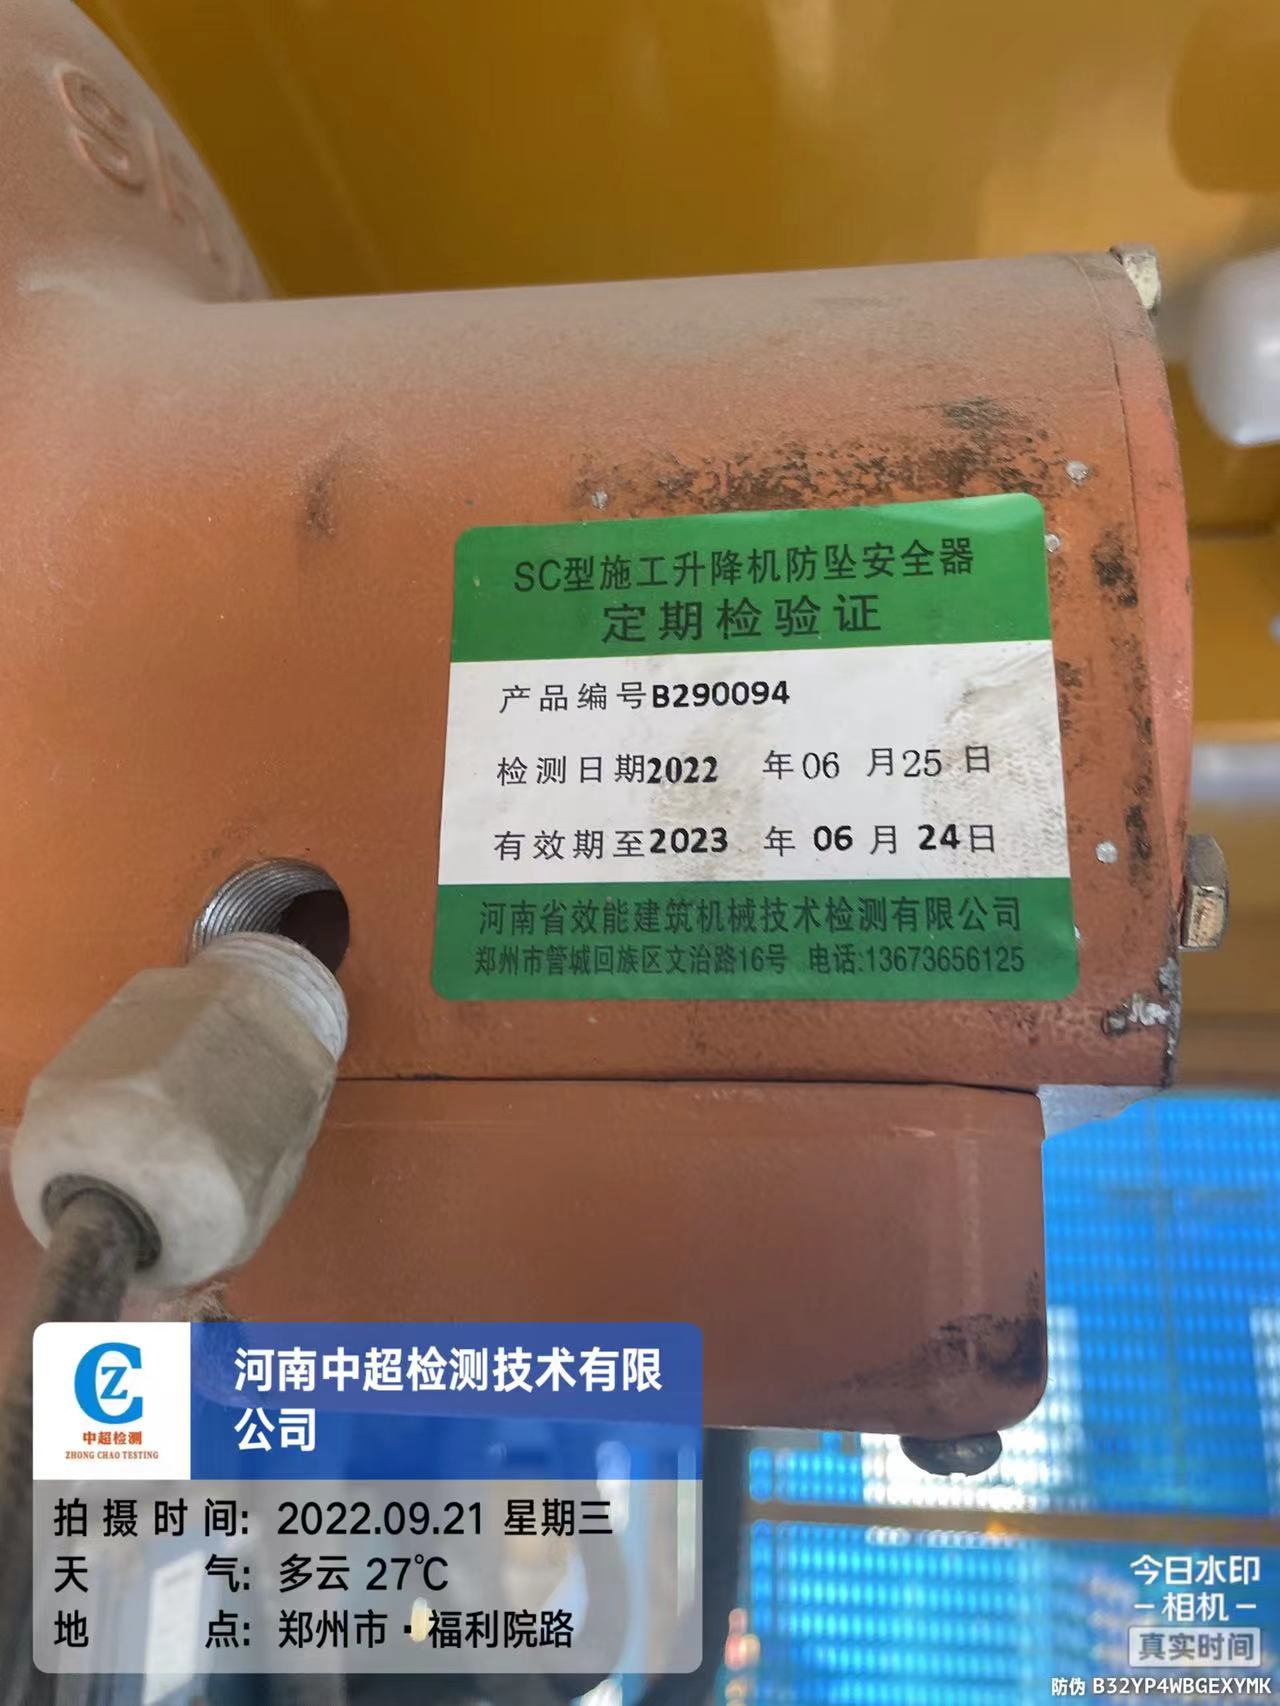 SC型施工升降机防坠安全器
定期检验证
产品编号B290094
检测日期2022 年06 月25 日
有效期至2023 年 06 月 24日
河南省效能建筑机械技术检测有限公司
郑州市管城回族区文治路16号 电话:13673656125
CZ
中超检测
ZHONG CHAO TESTING
河南中超检测技术有限
公司
拍摄时间: 2022.09.21 星期三
天气: 多云 27℃
地点: 郑州市·福利院路
今日水印
相机
真实时间
防伪 B32YP4WBGEXYMK